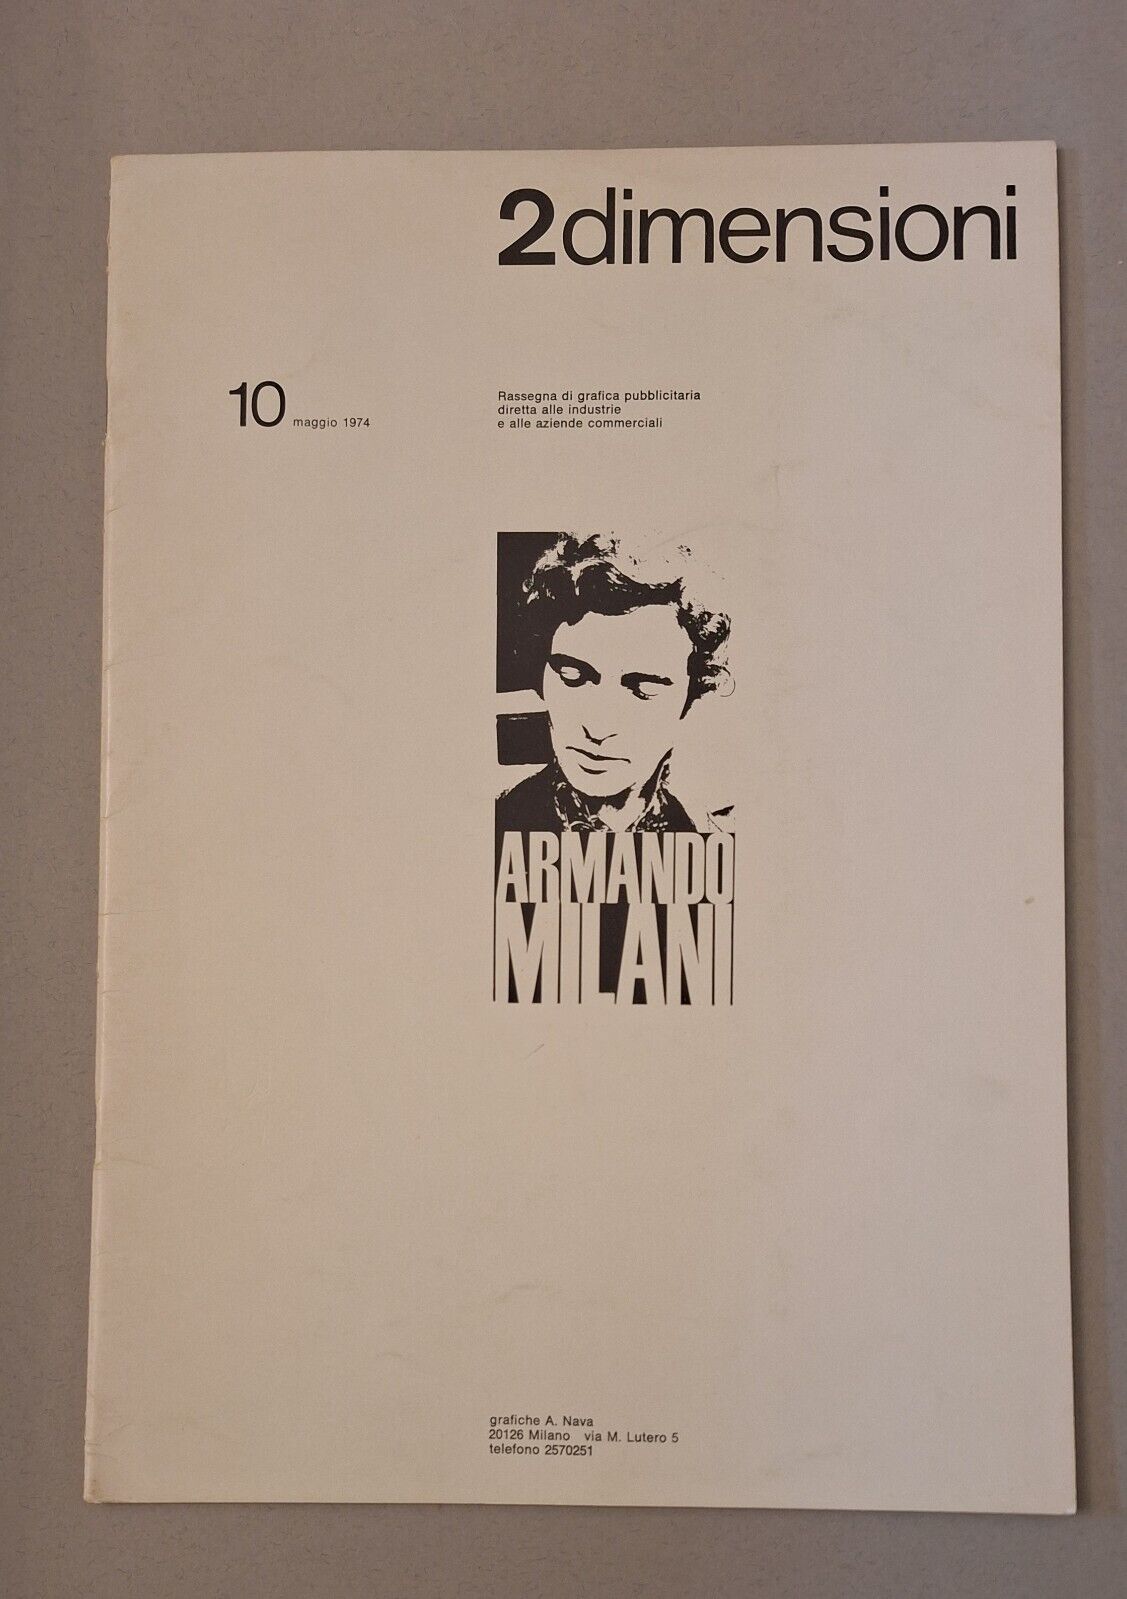 2dimensioni
10 maggio 1974
Rassegna di grafica pubblicitaria
diretta alle industrie
e alle aziende commerciali
ARMANDO
MILANI
grafiche A. Nava
20126 Milano via M. Lutero 5
telefono 2570251